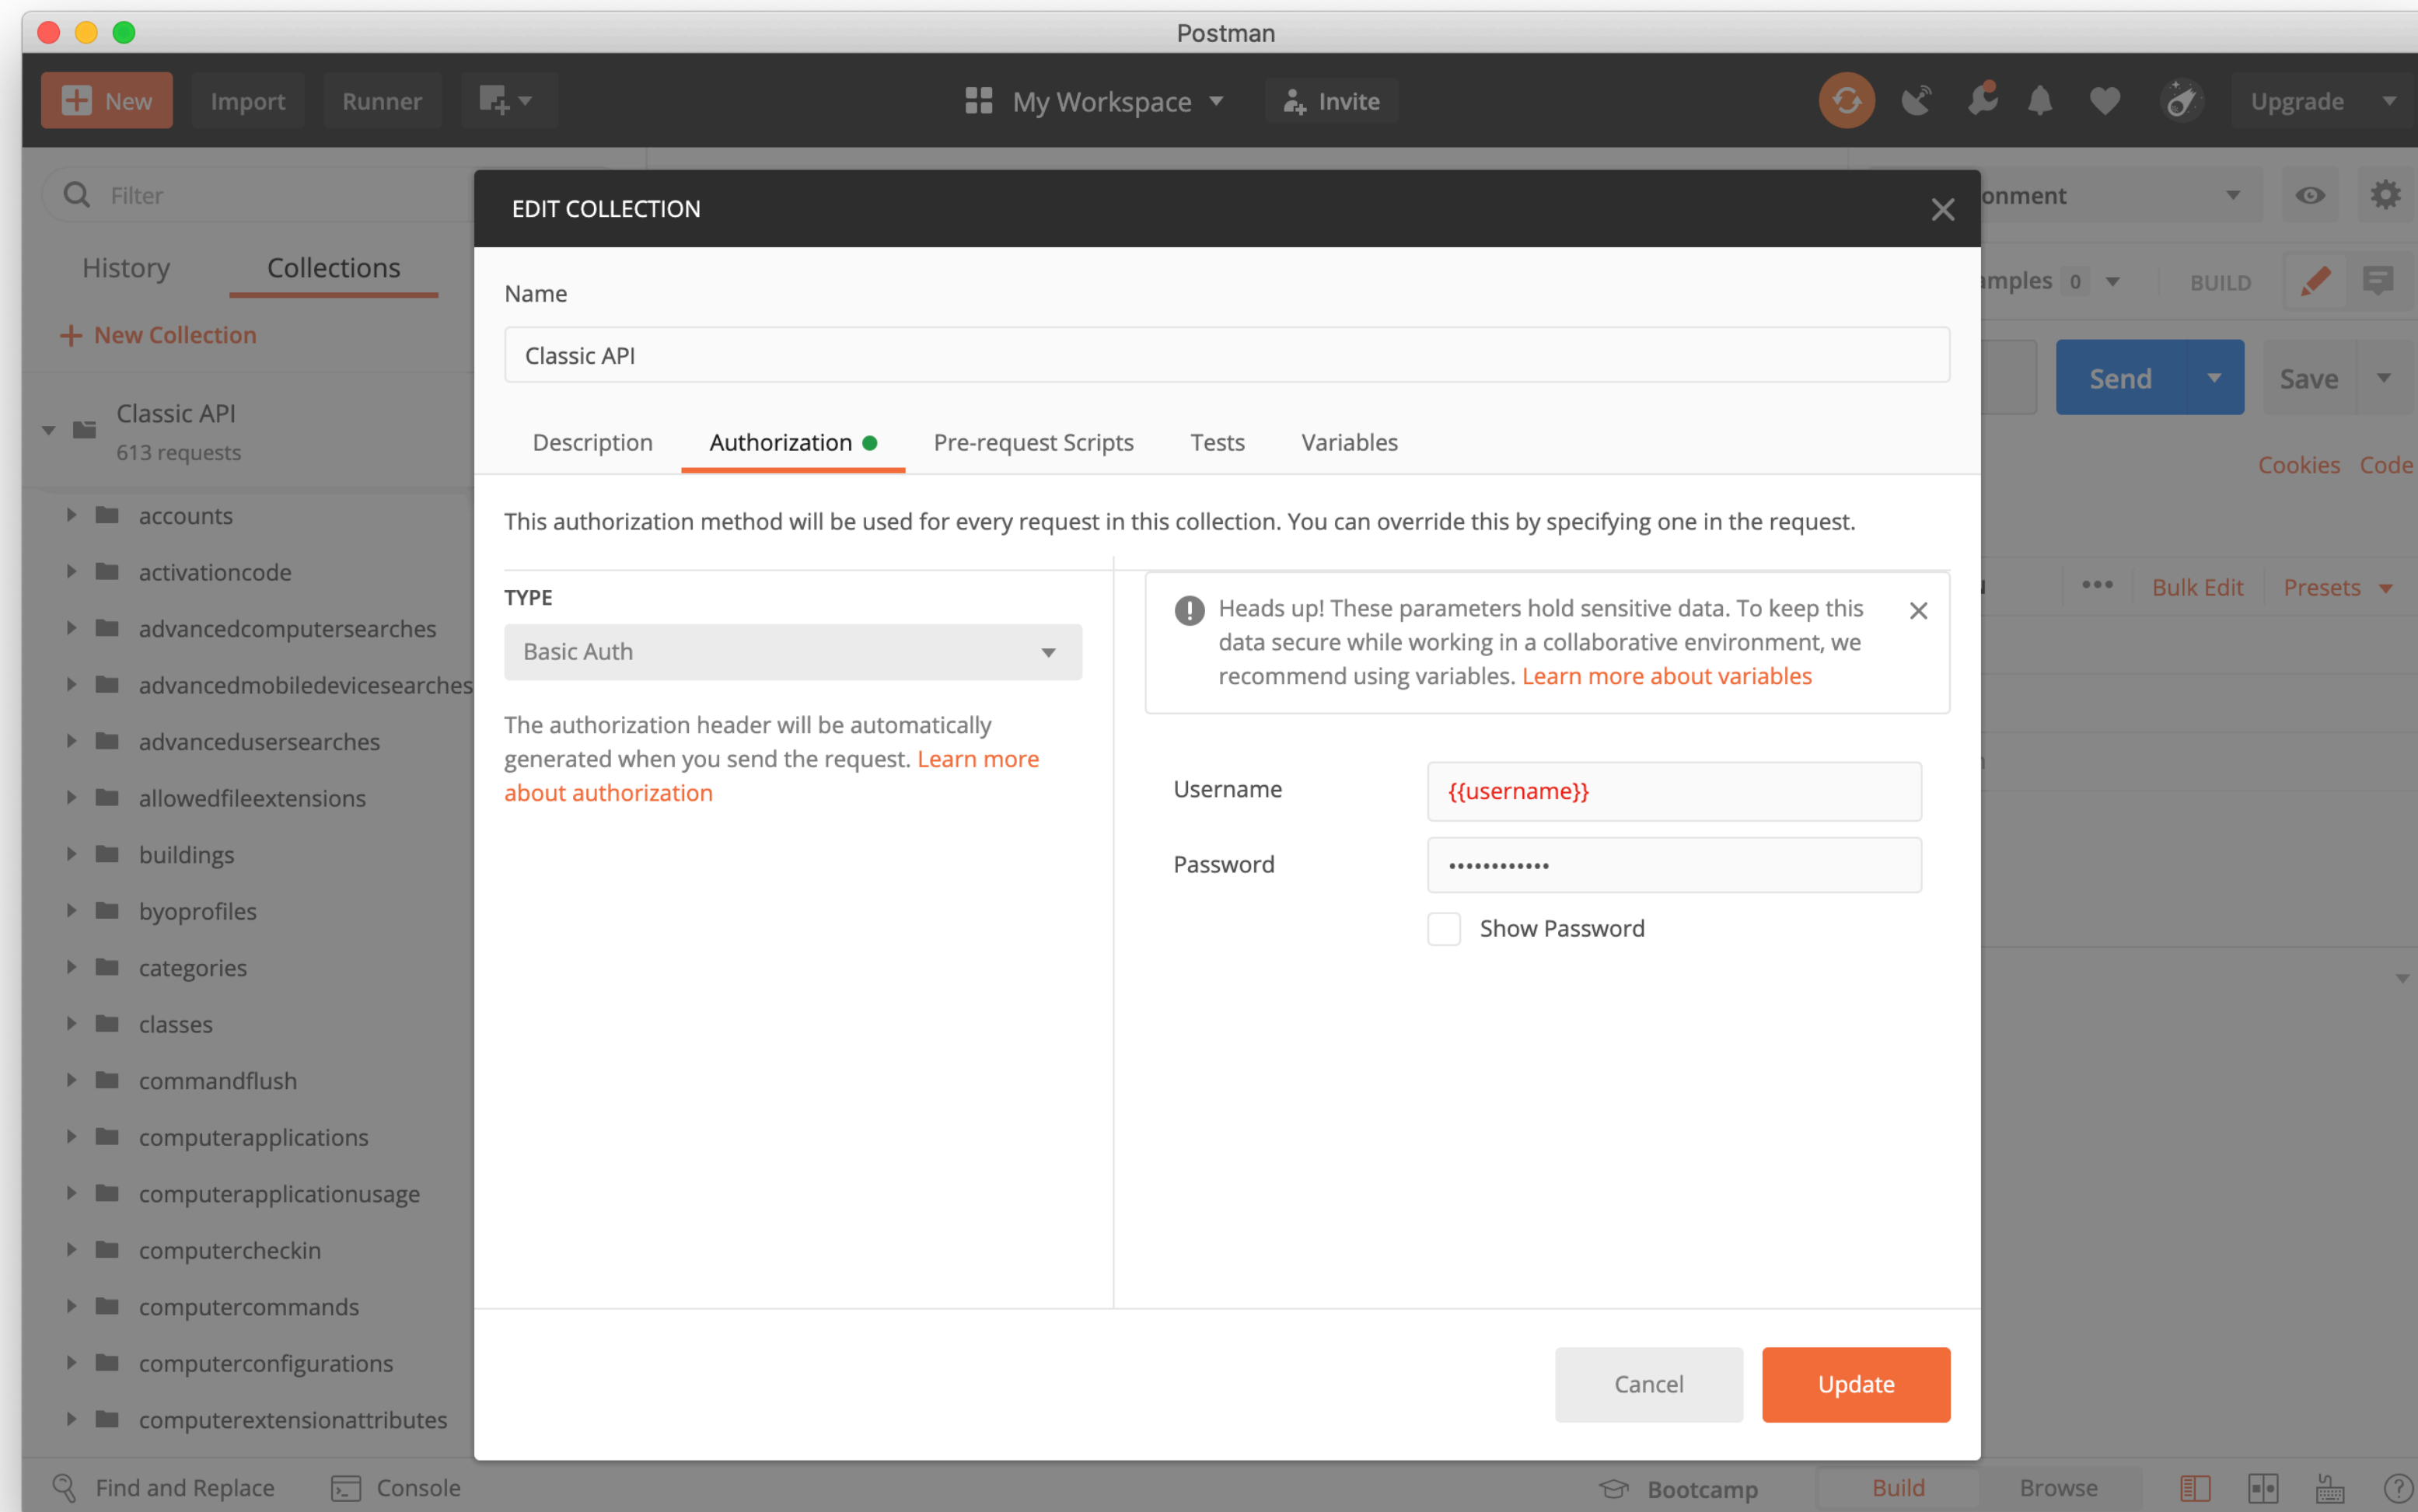 Postman
New
Import
Runner
My Workspace
Invite
Upgrade
Filter
History
Collections
New Collection
Classic API
613 requests
accounts
activationcode
advancedcomputersearches
advancedmobiledevicesearches
advancedusersearches
allowedfileextensions
buildings
byoprofiles
categories
classes
commandflush
computerapplications
computerapplicationusage
computercheckin
computercommands
computerconfigurations
computerextensionattributes
EDIT COLLECTION
Name
Classic API
Description
Authorization
Pre-request Scripts
Tests
Variables
This authorization method will be used for every request in this collection. You can override this by specifying one in the request.
TYPE
Basic Auth
The authorization header will be automatically
generated when you send the request. Learn more
about authorization
Heads up! These parameters hold sensitive data. To keep this
data secure while working in a collaborative environment, we
recommend using variables. Learn more about variables
Username
{{username}}
Password
••••••••••••
Show Password
Cancel
Update
onment
amples 0
BUILD
Send
Save
Cookies Code
Bulk Edit
Presets
Find and Replace
Console
Bootcamp
Build
Browse